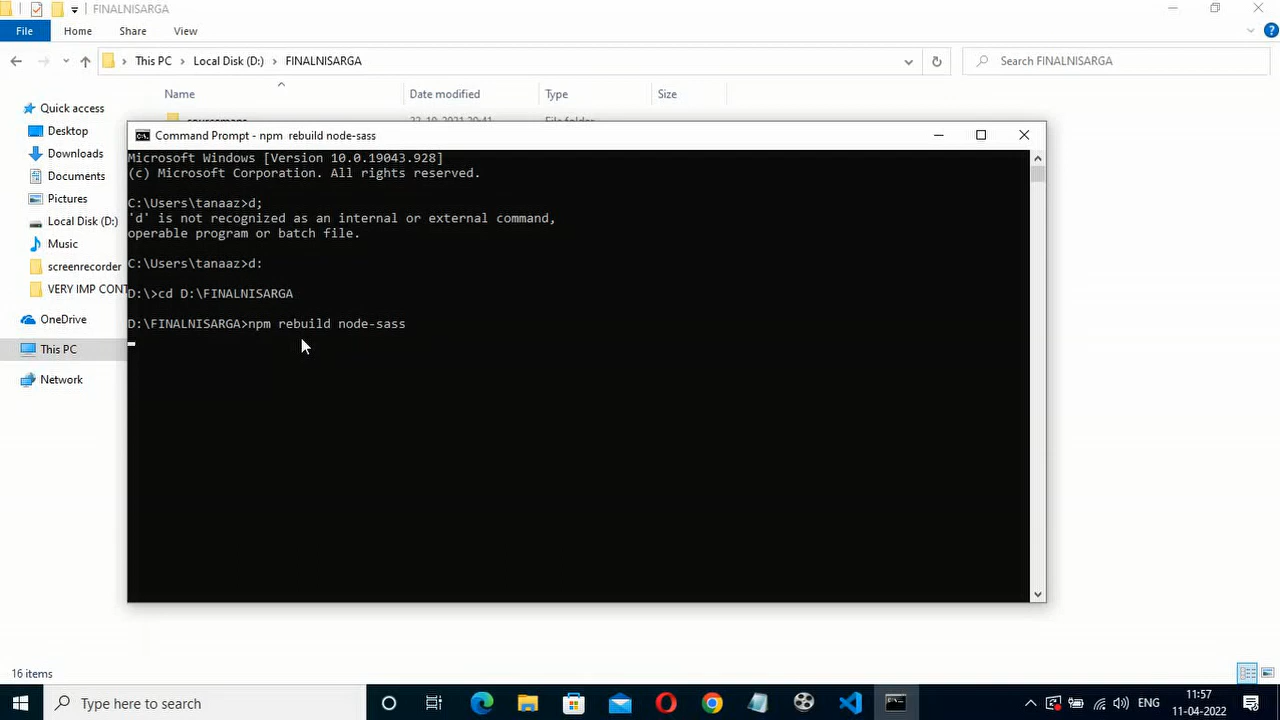 FINALNISARGA
File
Home
Share
View
This PC
Local Disk (D:)
FINALNISARGA
Search FINALNISARGA
Name
Date modified
Type
Size
Quick access
Desktop
Downloads
Documents
Pictures
Local Disk (D:)
Music
screenrecorder
VERY IMP CONT
OneDrive
This PC
Network
Command Prompt - npm  rebuild node-sass
Microsoft Windows [Version 10.0.19043.928]
(c) Microsoft Corporation. All rights reserved.
C:\Users\tanaaz>d;
'd' is not recognized as an internal or external command,
operable program or batch file.
C:\Users\tanaaz>d:
D:\>cd D:\FINALNISARGA
D:\FINALNISARGA>npm rebuild node-sass
16 items
Type here to search
ENG
11:57
11-04-2022